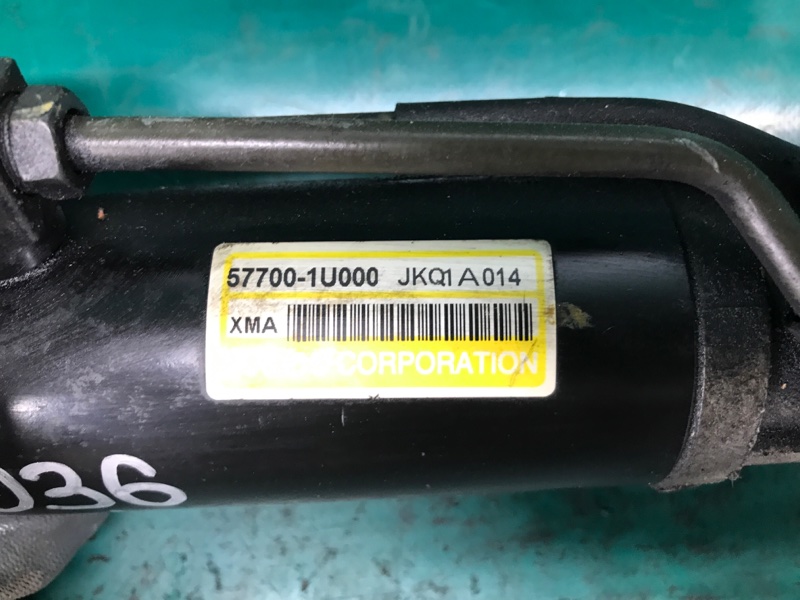 57700-1U000 JKQ1A014
XMA
CORPORATION
036